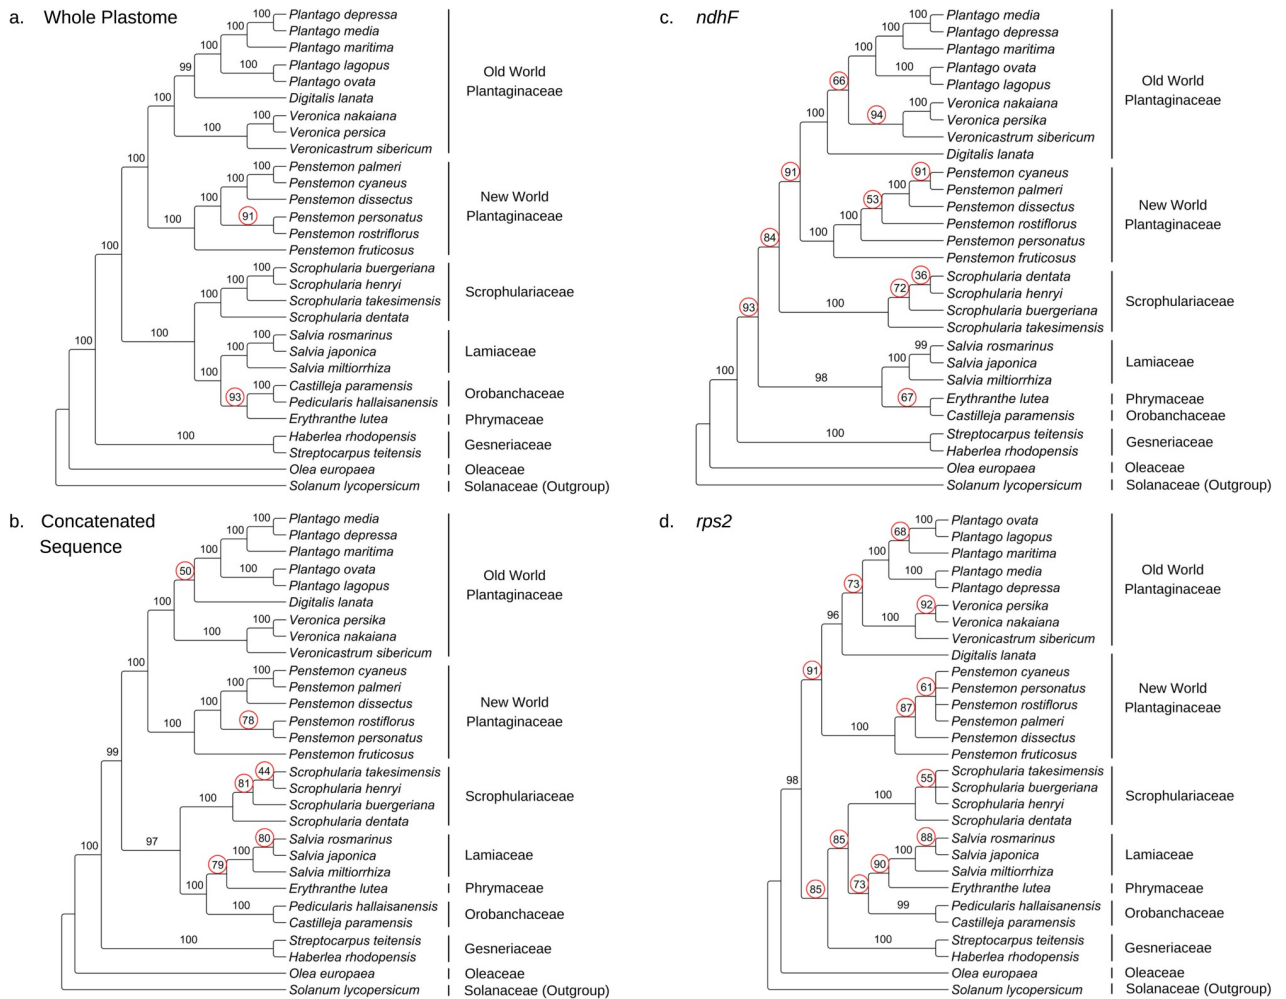 a. Whole Plastome
100 Plantago depressa
100 Plantago media
100 Plantago maritima
100 Plantago lagopus
100 Plantago ovata
99 Digitalis lanata
100 Veronica nakaiana
100 Veronica persica
100 Veronicastrum sibericum
Old World
Plantaginaceae
100
100 Penstemon palmeri
100 Penstemon cyaneus
100 Penstemon dissectus
91 Penstemon personatus
100 Penstemon rostriflorus
100 Penstemon fruticosus
New World
Plantaginaceae
100
100 Scrophularia buergeriana
100 Scrophularia henryi
100 Scrophularia takesimensis
Scrophularia dentata
Scrophulariaceae
100
100 Salvia rosmarinus
100 Salvia japonica
100 Salvia miltiorrhiza
Lamiaceae
100
100 Castilleja paramensis
93 Pedicularis hallaisanensis
Orobanchaceae
Erythranthe lutea
Phrymaceae
100
100 Haberlea rhodopensis
Streptocarpus teitensis
Gesneriaceae
Olea europaea
Oleaceae
Solanum lycopersicum
Solanaceae (Outgroup)
b. Concatenated
Sequence
100 Plantago media
100 Plantago depressa
100 Plantago maritima
100 Plantago ovata
50 Plantago lagopus
Digitalis lanata
100
100 Veronica persika
100 Veronica nakaiana
Veronicastrum sibericum
Old World
Plantaginaceae
100
100 Penstemon cyaneus
100 Penstemon palmeri
100 Penstemon dissectus
78 Penstemon rostiflorus
100 Penstemon personatus
Penstemon fruticosus
New World
Plantaginaceae
99
44 Scrophularia takesimensis
81 Scrophularia henryi
100 Scrophularia buergeriana
Scrophularia dentata
Scrophulariaceae
97
80 Salvia rosmarinus
100 Salvia japonica
79 Salvia miltiorrhiza
Lamiaceae
100 Erythranthe lutea
Phrymaceae
100 Pedicularis hallaisanensis
Castilleja paramensis
Orobanchaceae
100
100 Streptocarpus teitensis
Haberlea rhodopensis
Gesneriaceae
Olea europaea
Oleaceae
Solanum lycopersicum
Solanaceae (Outgroup)
c. ndhF
100 Plantago media
100 Plantago depressa
100 Plantago maritima
100 Plantago ovata
66 Plantago lagopus
100 Veronica nakaiana
94 Veronica persika
Veronicastrum sibericum
100 Digitalis lanata
Old World
Plantaginaceae
91
91 Penstemon cyaneus
100 Penstemon palmeri
53 Penstemon dissectus
100 Penstemon rostiflorus
100 Penstemon personatus
Penstemon fruticosus
New World
Plantaginaceae
84
36 Scrophularia dentata
72 Scrophularia henryi
100 Scrophularia buergeriana
Scrophularia takesimensis
Scrophulariaceae
93
99 Salvia rosmarinus
100 Salvia japonica
98 Salvia miltiorrhiza
Lamiaceae
67 Erythranthe lutea
Phrymaceae
Castilleja paramensis
Orobanchaceae
100
100 Streptocarpus teitensis
Haberlea rhodopensis
Gesneriaceae
Olea europaea
Oleaceae
Solanum lycopersicum
Solanaceae (Outgroup)
d. rps2
100 Plantago ovata
68 Plantago lagopus
100 Plantago maritima
100 Plantago media
73 Plantago depressa
92 Veronica persika
100 Veronica nakaiana
Veronicastrum sibericum
96 Digitalis lanata
Old World
Plantaginaceae
91
Penstemon cyaneus
61 Penstemon personatus
87 Penstemon rostiflorus
Penstemon palmeri
100 Penstemon dissectus
Penstemon fruticosus
New World
Plantaginaceae
98
Scrophularia takesimensis
55 Scrophularia buergeriana
100 Scrophularia henryi
Scrophularia dentata
Scrophulariaceae
85
88 Salvia rosmarinus
100 Salvia japonica
90 Salvia miltiorrhiza
Lamiaceae
73 Erythranthe lutea
Phrymaceae
99 Pedicularis hallaisanensis
Castilleja paramensis
Orobanchaceae
85
100 Streptocarpus teitensis
Haberlea rhodopensis
Gesneriaceae
Olea europaea
Oleaceae
Solanum lycopersicum
Solanaceae (Outgroup)